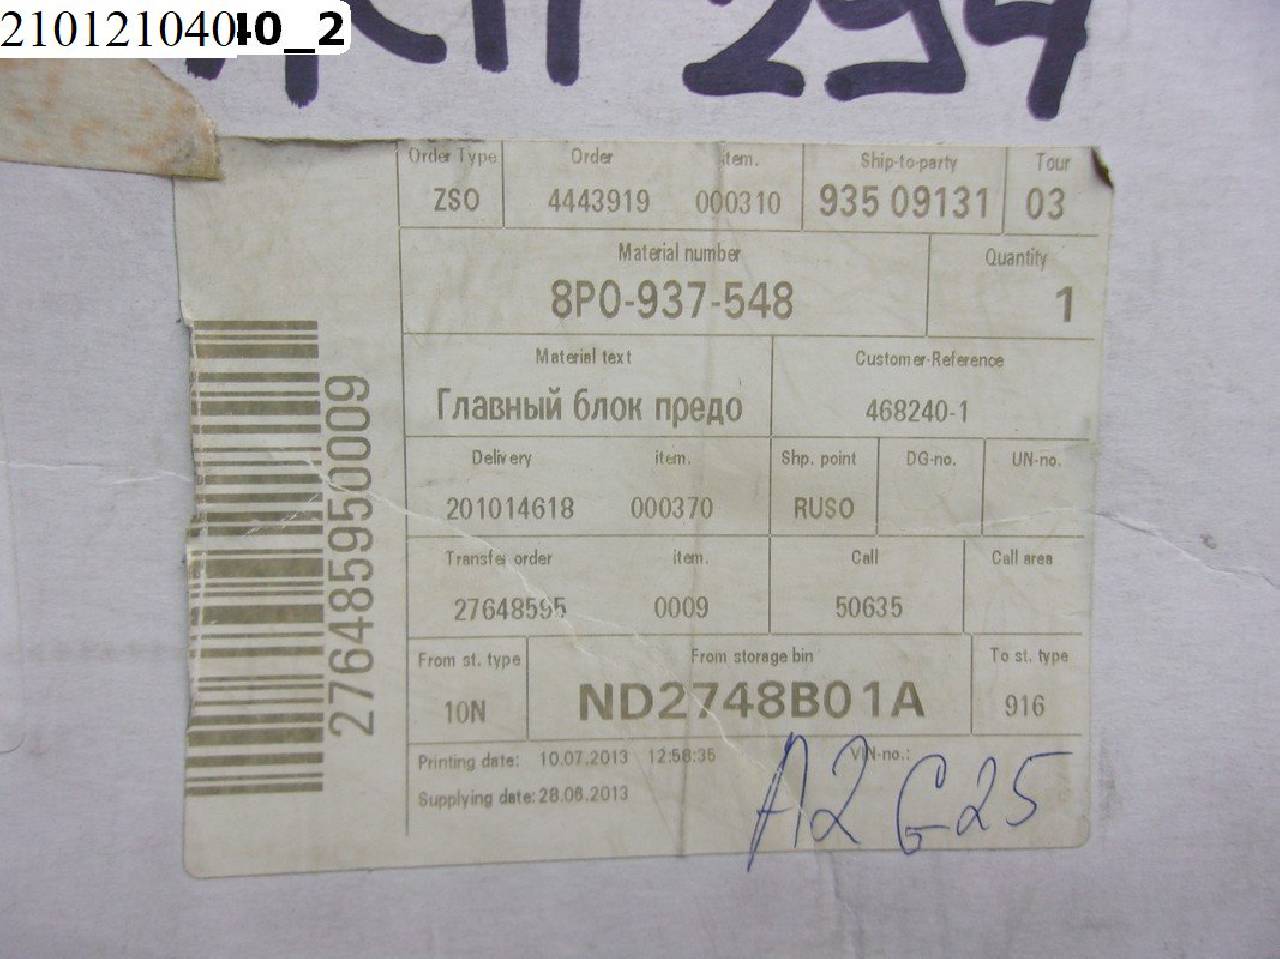 21012104040_2
294
Order Type Order item. Ship-to-party Tour
ZSO 4443919 000310 935 09131 03
Material number Quantity
8P0-937-548 1
Material text Customer-Reference
Главный блок предо 468240-1
Delivery item. Shp. point DG-no. UN-no.
201014618 000370 RUSO
Transfer order item. Call Call area
27648595 0009 50635
From st. type From storage bin To st. type
10N ND2748B01A 916
Printing date: 10.07.2013 12:58:35 VIN-no.:
Supplying date: 28.06.2013
A2 G25
276485950009